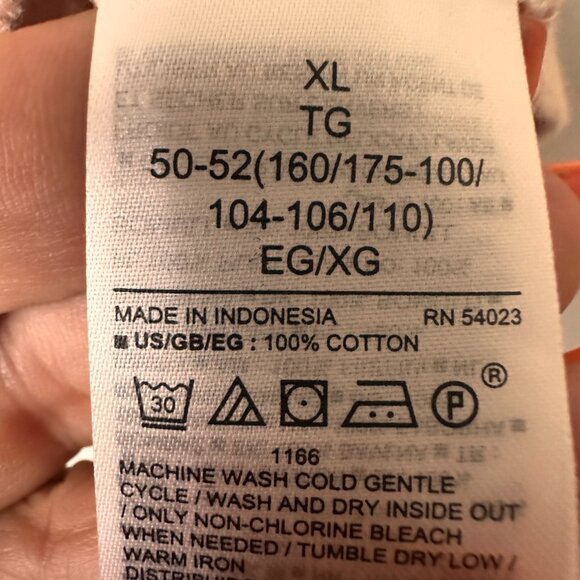 XL
TG
50-52(160/175-100/
104-106/110)
EG/XG
MADE IN INDONESIA RN 54023
US/GB/EG : 100% COTTON
30 P ®
1166
MACHINE WASH COLD GENTLE
CYCLE / WASH AND DRY INSIDE OUT
/ ONLY NON-CHLORINE BLEACH
WHEN NEEDED / TUMBLE DRY LOW /
WARM IRON